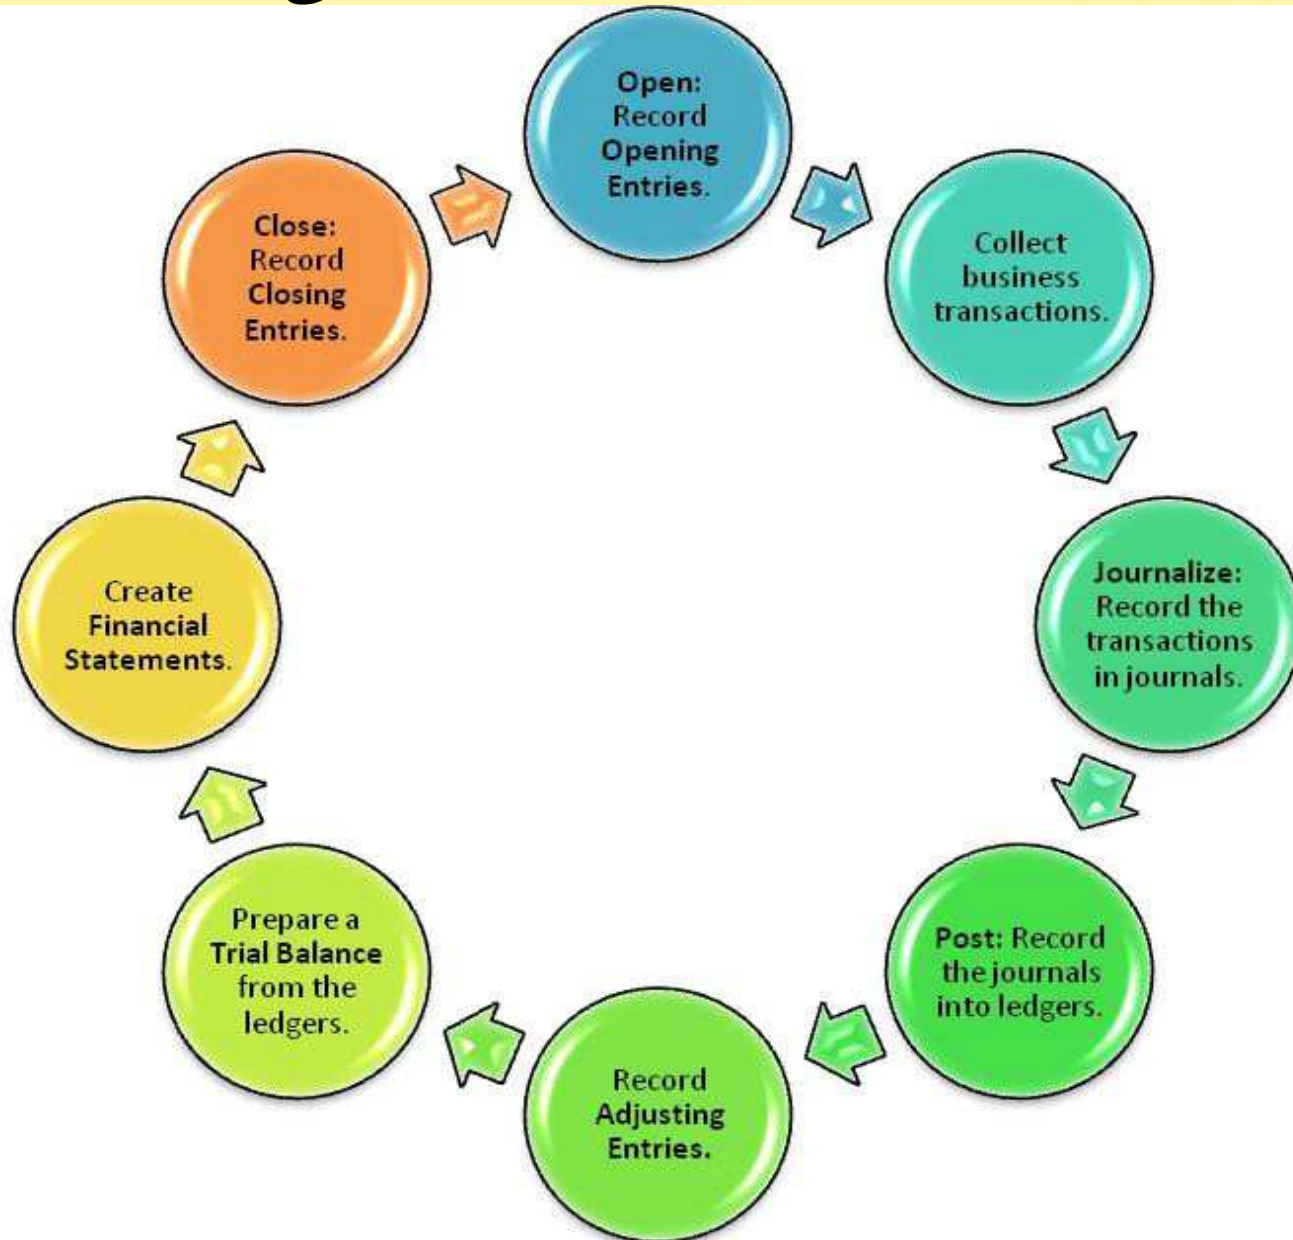 Open:
Record
Opening
Entries.
Collect
business
transactions.
Journalize:
Record the
transactions
in journals.
Post: Record
the journals
into ledgers.
Record
Adjusting
Entries.
Prepare a
Trial Balance
from the
ledgers.
Create
Financial
Statements.
Close:
Record
Closing
Entries.